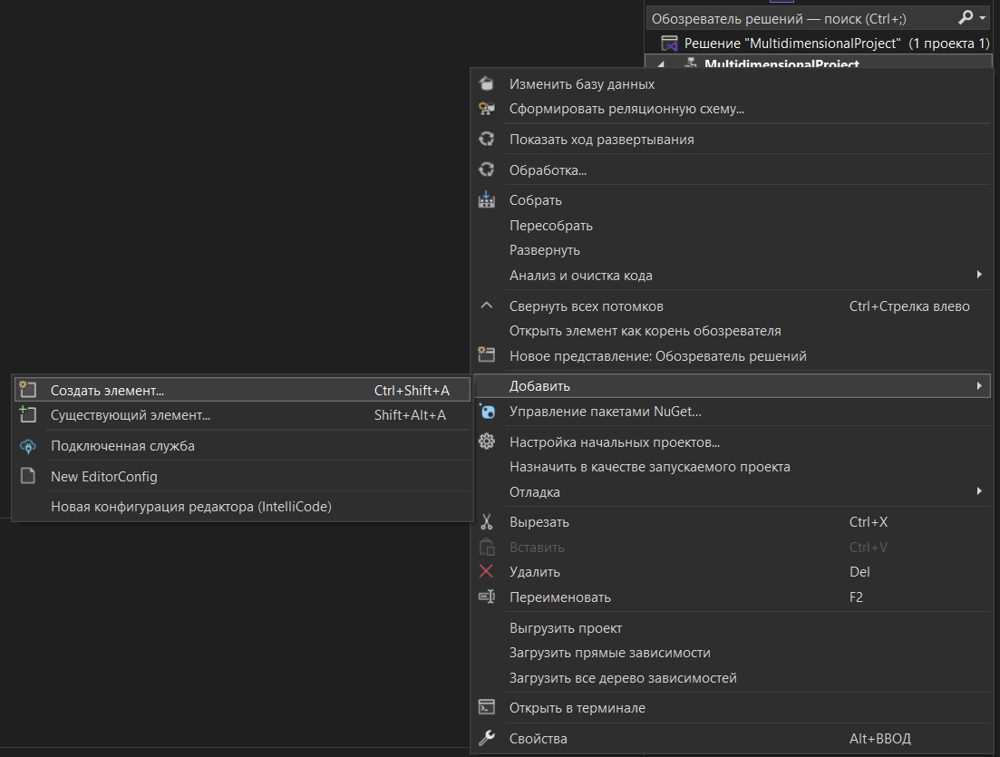 Обозреватель решений — поиск (Ctrl+;)
Решение "MultidimensionalProject" (1 проекта 1)
MultidimensionalProject
Изменить базу данных
Сформировать реляционную схему...
Показать ход развертывания
Обработка...
Собрать
Пересобрать
Развернуть
Анализ и очистка кода
Свернуть всех потомков Ctrl+Стрелка влево
Открыть элемент как корень обозревателя
Новое представление: Обозреватель решений
Добавить
Управление пакетами NuGet...
Настройка начальных проектов...
Назначить в качестве запускаемого проекта
Отладка
Вырезать Ctrl+X
Вставить Ctrl+V
Удалить Del
Переименовать F2
Выгрузить проект
Загрузить прямые зависимости
Загрузить все дерево зависимостей
Открыть в терминале
Свойства Alt+ВВОД
Создать элемент... Ctrl+Shift+A
Существующий элемент... Shift+Alt+A
Подключенная служба
New EditorConfig
Новая конфигурация редактора (IntelliCode)